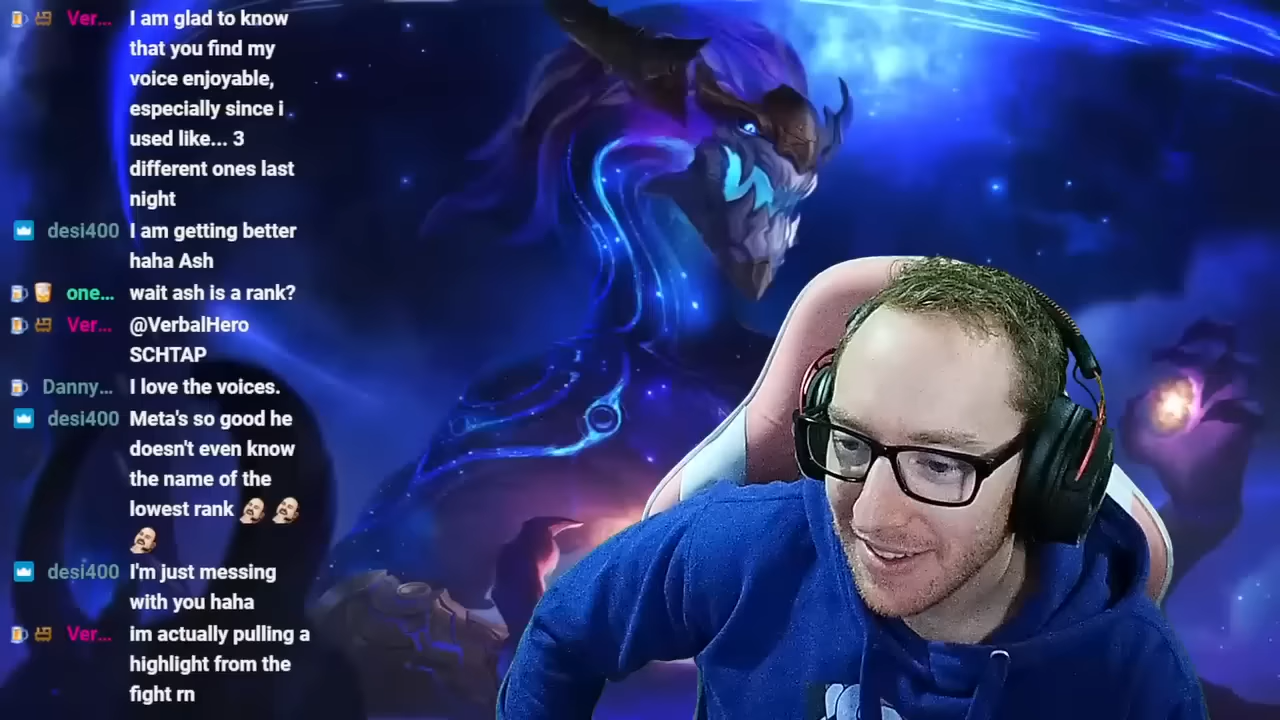 Ver... I am glad to know
that you find my
voice enjoyable,
especially since i
used like... 3
different ones last
night
desi400 I am getting better
haha Ash
one... wait ash is a rank?
Ver... @VerbalHero
SCHTAP
Danny... I love the voices.
desi400 Meta's so good he
doesn't even know
the name of the
lowest rank
desi400 I'm just messing
with you haha
Ver... im actually pulling a
highlight from the
fight rn